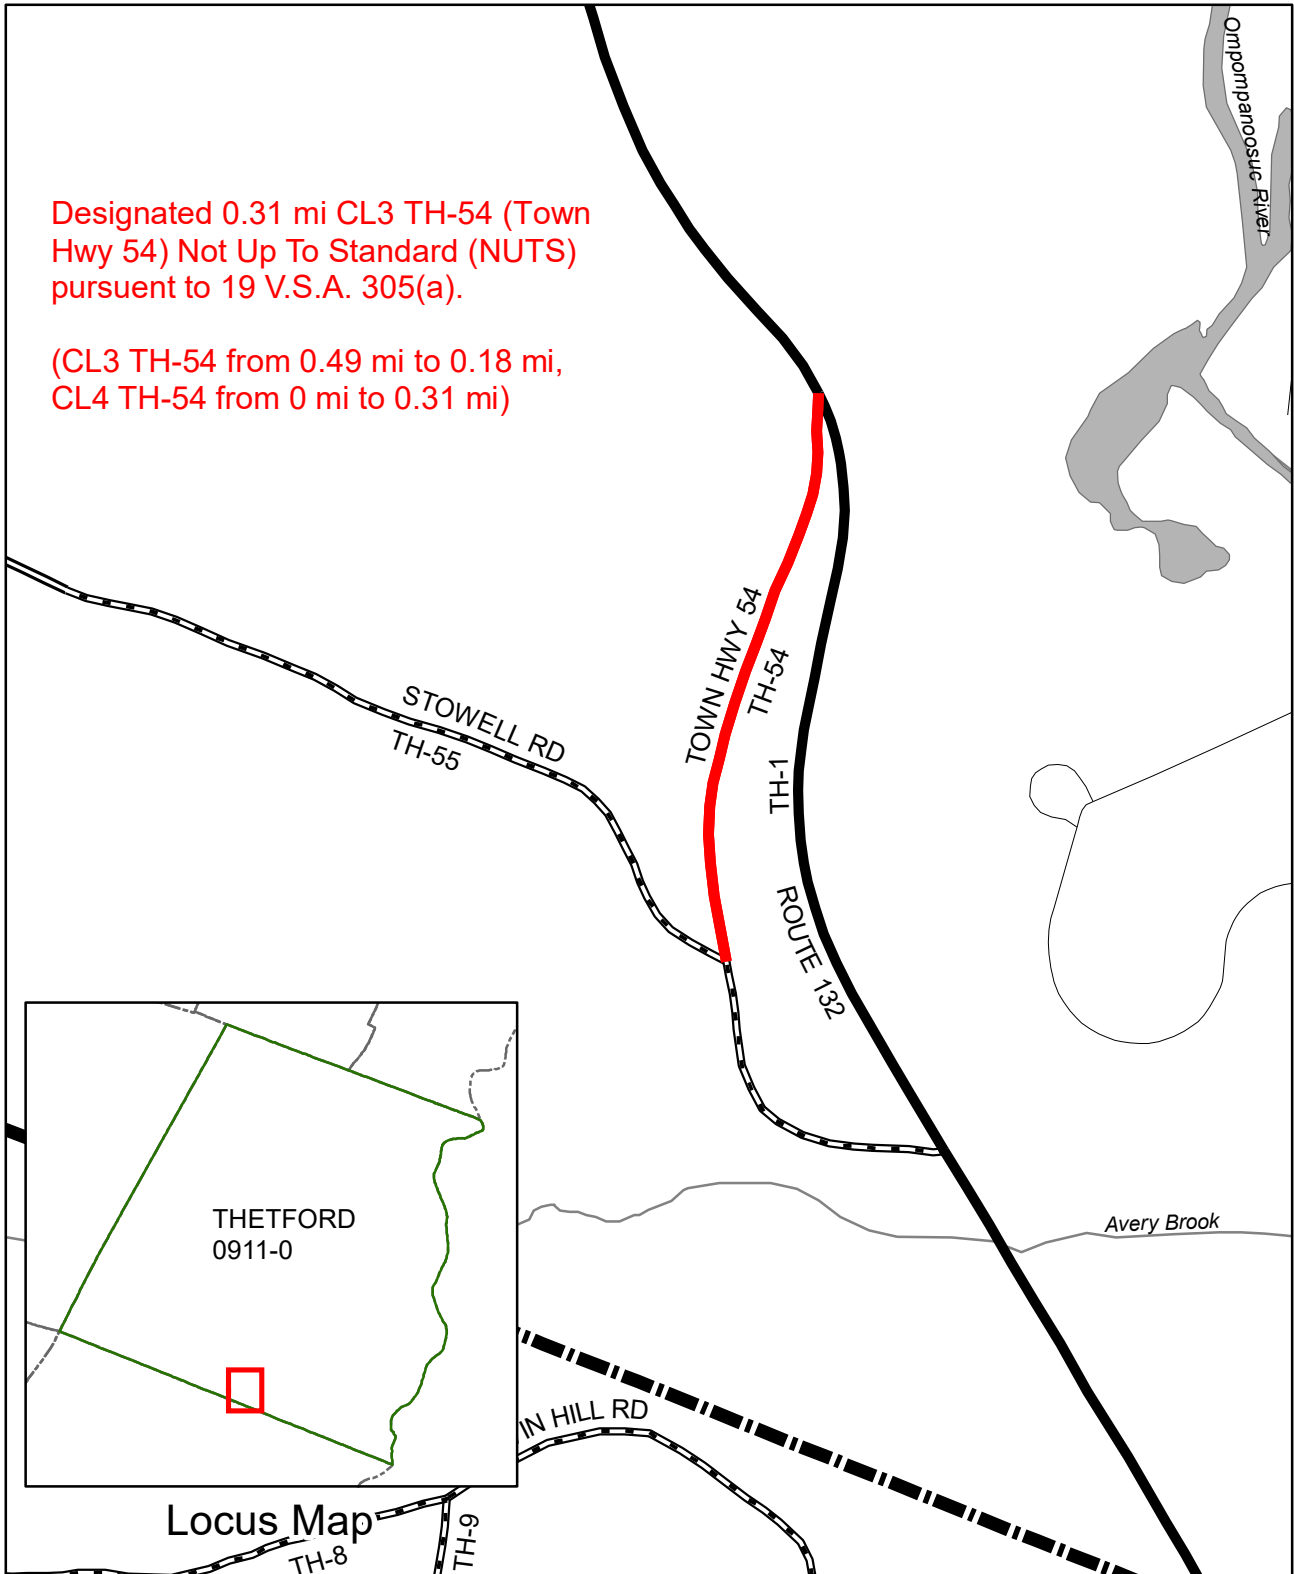 Ompompanoosuc River
Designated 0.31 mi CL3 TH-54 (Town
Hwy 54) Not Up To Standard (NUTS)
pursuent to 19 V.S.A. 305(a).
(CL3 TH-54 from 0.49 mi to 0.18 mi,
CL4 TH-54 from 0 mi to 0.31 mi)
TOWN HWY 54
TH-54
STOWELL RD
TH-55
TH-1
ROUTE 132
THETFORD
0911-0
Avery Brook
IN HILL RD
Locus Map
TH-8
TH-9